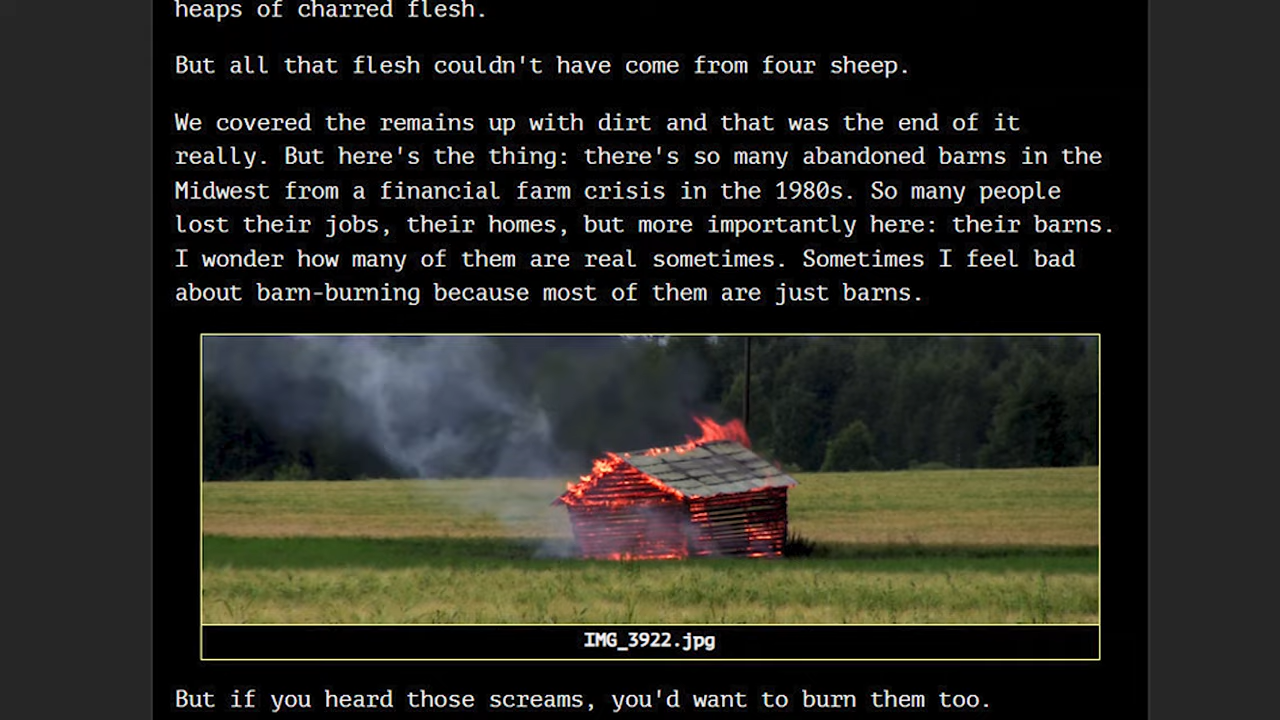 heaps of charred flesh.
But all that flesh couldn't have come from four sheep.
We covered the remains up with dirt and that was the end of it
really. But here's the thing: there's so many abandoned barns in the
Midwest from a financial farm crisis in the 1980s. So many people
lost their jobs, their homes, but more importantly here: their barns.
I wonder how many of them are real sometimes. Sometimes I feel bad
about barn-burning because most of them are just barns.
IMG_3922.jpg
But if you heard those screams, you'd want to burn them too.